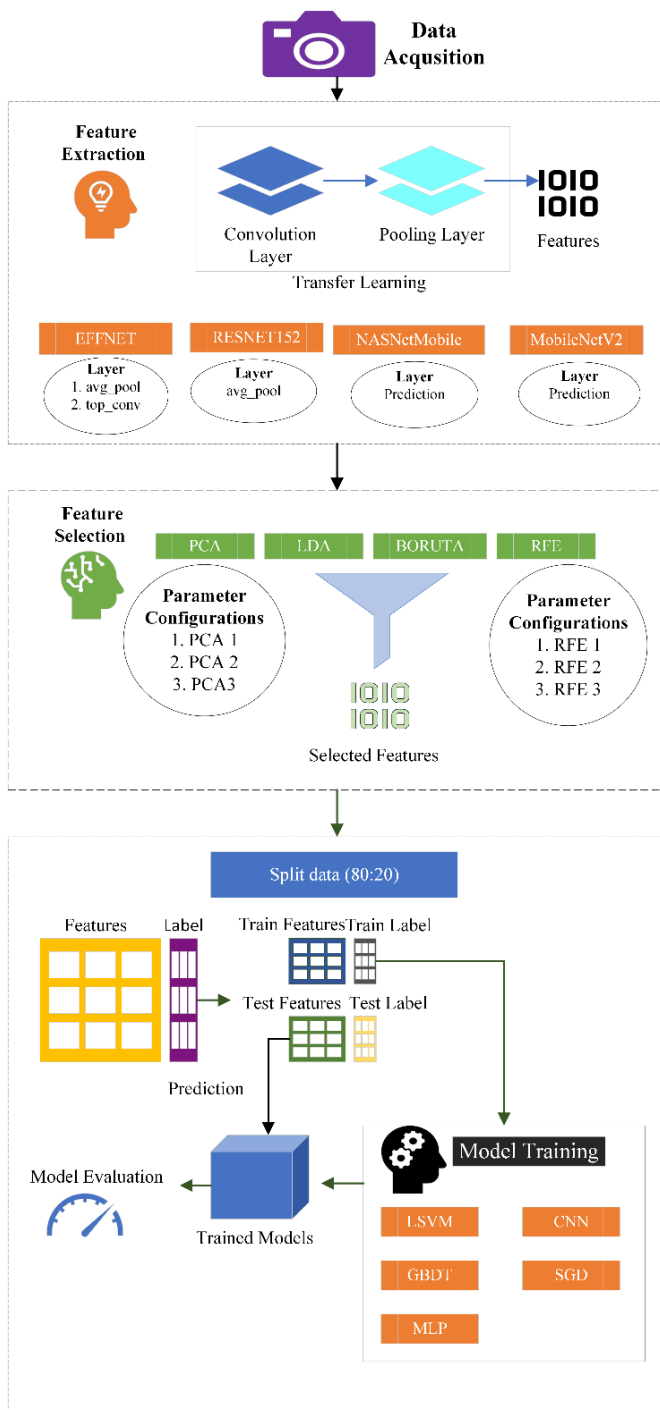 Data
Acqusition
Feature
Extraction
1010
1010
Convolution
Layer
Pooling Layer
Features
Transfer Learning
EFFNET
RESNET152
NASNetMobile
MobileNetV2
Layer
1. avg_pool
2. top_conv
Layer
avg_pool
Layer
Prediction
Layer
Prediction
Feature
Selection
PCA
LDA
BORUTA
RFE
Parameter
Configurations
1. PCA 1
2. PCA 2
3. PCA3
Parameter
Configurations
1. RFE 1
2. RFE 2
3. RFE 3
1010
1010
Selected Features
Split data (80:20)
Features
Label
Train Features
Train Label
Test Features
Test Label
Prediction
Model Training
Model Evaluation
Trained Models
LSVM
CNN
GBDT
SGD
MLP